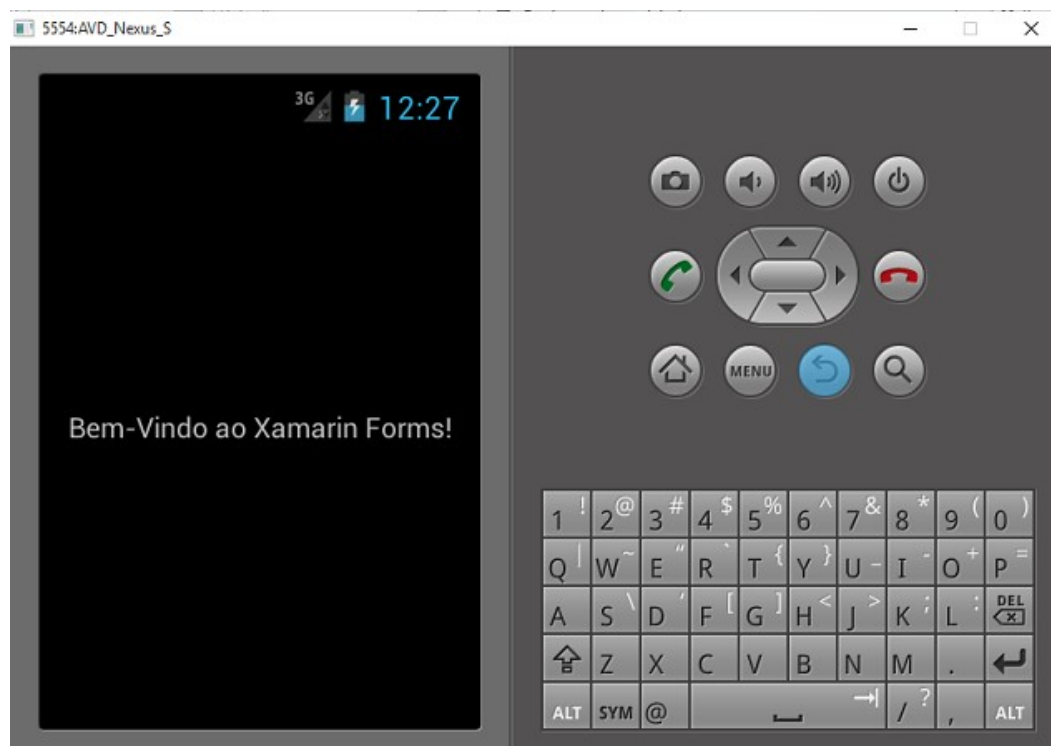 5554:AVD_Nexus_S
3G 12:27
MENU
Bem-Vindo ao Xamarin Forms!
1 ! 2 @ 3 # 4 $ 5 % 6 ^ 7 & 8 * 9 ( 0 )
Q | W ~ E “ R ` T { Y } U _ I - O + P =
A S \ D ' F [ G ] H < J > K ; L : DEL
Z X C V B N M .
ALT SYM @ / ? , ALT